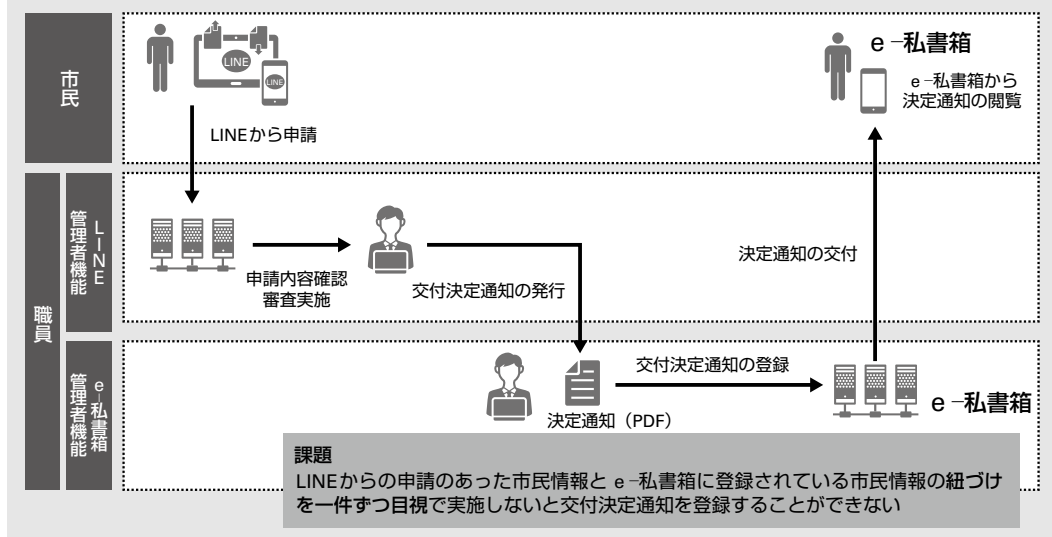 市民
LINE
LINE
LINEから申請
e－私書箱
e－私書箱から
決定通知の閲覧
職員
LINE
管理者機能
申請内容確認
審査実施
交付決定通知の発行
決定通知の交付
e－私書箱
管理者機能
決定通知（PDF）
交付決定通知の登録
e－私書箱
課題
LINEからの申請のあった市民情報とe－私書箱に登録されている市民情報の紐づけ
を一件ずつ目視で実施しないと交付決定通知を登録することができない